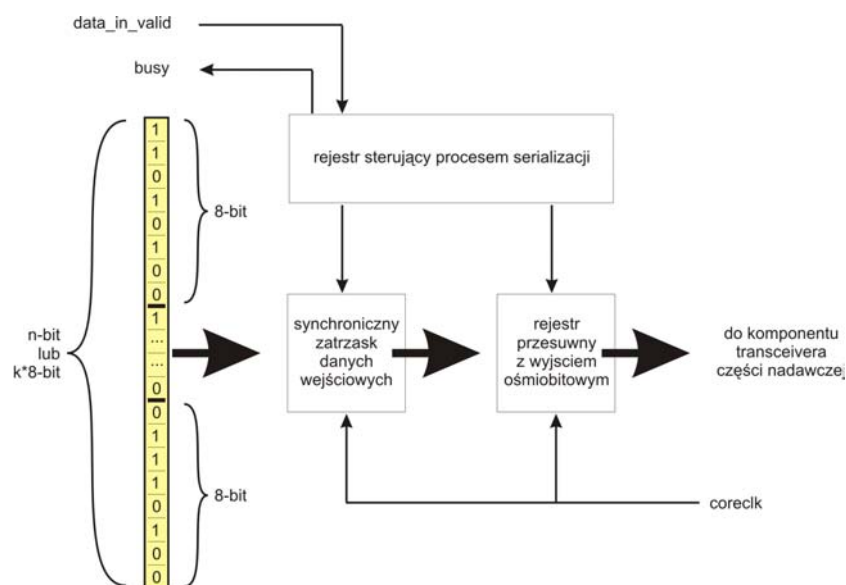 data_in_valid
busy
1
1
0
1
0
1
0
0
8-bit
1
...
...
0
n-bit
lub
k*8-bit
0
1
1
1
0
1
0
0
8-bit
rejestr sterujący procesem serializacji
synchroniczny
zatrzask
danych
wejściowych
rejestr
przesuwny
z wyjsciem
ośmiobitowym
do komponentu
transceivera
części nadawczej
coreclk